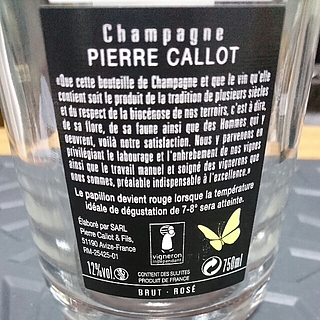 Champagne
PIERRE CALLOT
«Que cette bouteille de Champagne et que le vin qu'elle
contient soit le produit de la tradition de plusieurs siècles
et du respect de la biocénose de nos terroirs, c'est à dire,
de sa flore, de sa faune ainsi que des Hommes qui y
oeuvrent, voilà notre satisfaction. Nous y parvenons en
privilégiant le labourage et l'enherbement de nos vignes
ainsi que le travail manuel et soigné des vignerons que
nous sommes, préalable indispensable à l'excellence.»
Le papillon devient rouge lorsque la température
idéale de dégustation de 7-8° sera atteinte.
Élaboré par SARL
Pierre Callot & Fils,
51190 Avize-France
RM-25425-01
vigneron
indépendant
12%vol.
CONTIENT DES SULFITES
PRODUIT DE FRANCE
750ml
BRUT - ROSÉ